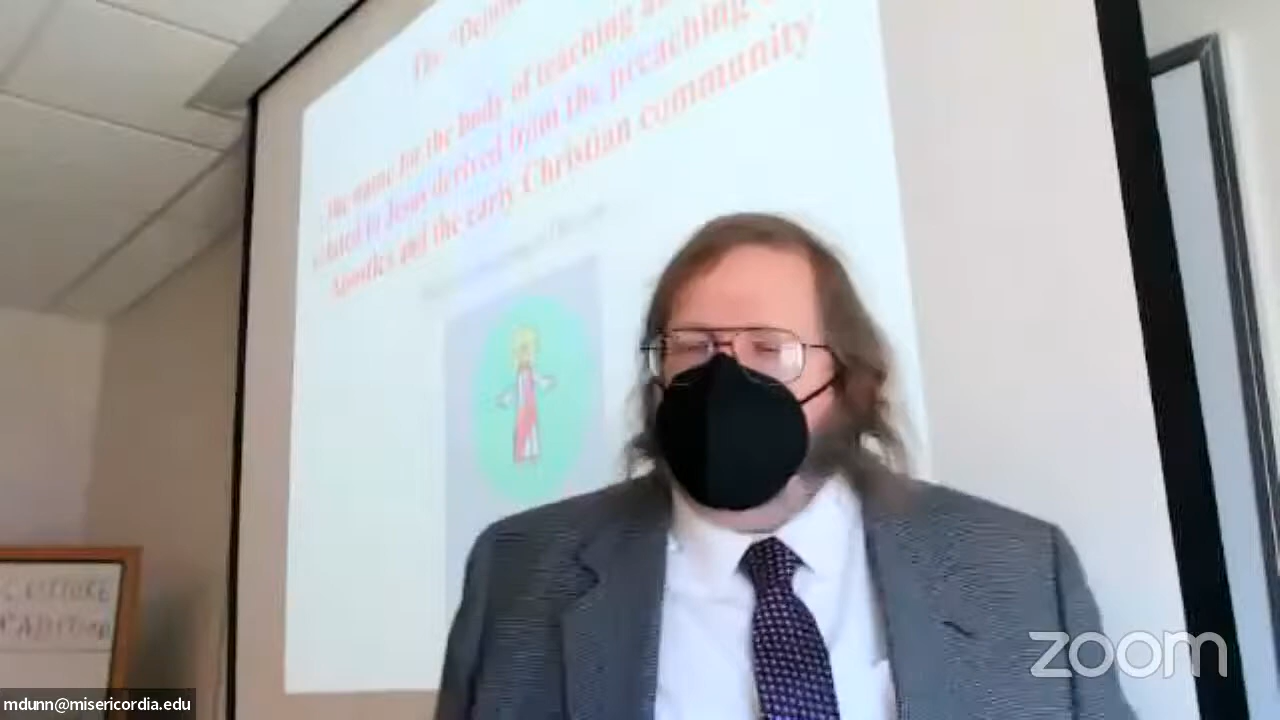 The "Depos
The name for the body of teaching a
related to Jesus derived from the preaching
Apostles and the early Christian community
zoom
mdunn@misericordia.edu